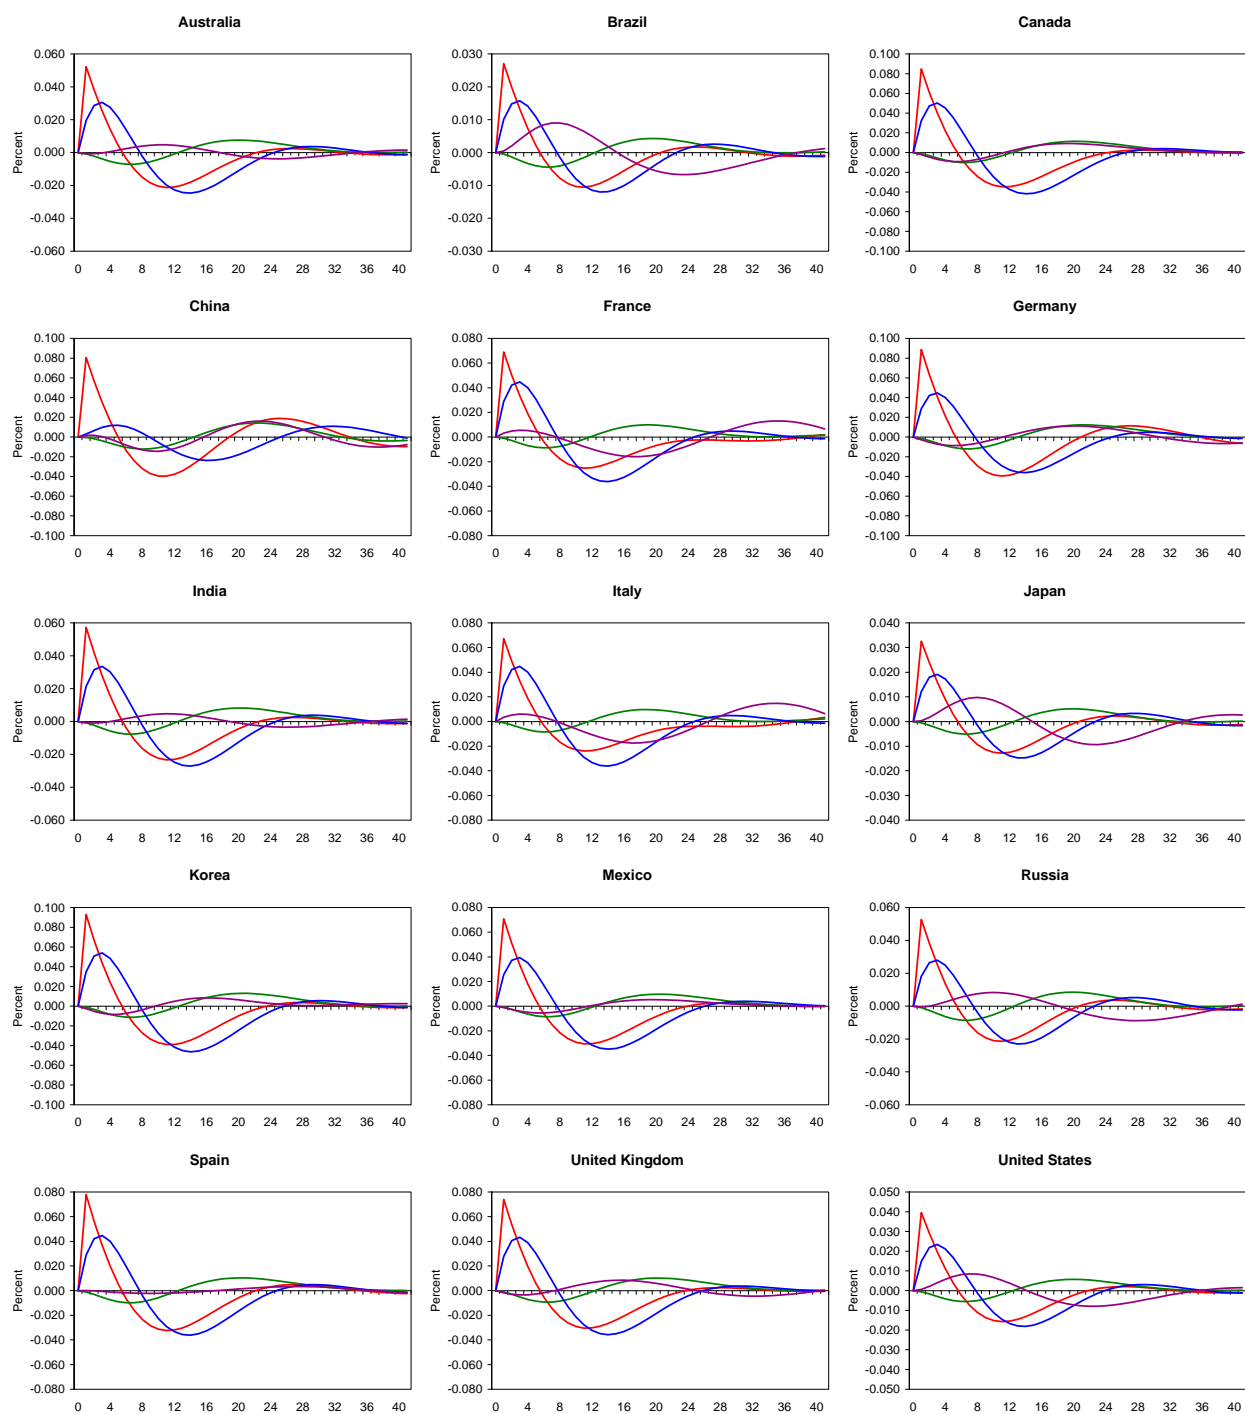 Australia Brazil Canada
0.060 0.030 0.100
0.080
0.040 0.020 0.060
0.020 0.010 0.040
0.020
Percent 0.000 Percent 0.000 Percent 0.000
-0.020
-0.020 -0.010 -0.040
-0.040 -0.020 -0.060
-0.080
-0.060 -0.030 -0.100
0 4 8 12 16 20 24 28 32 36 40 0 4 8 12 16 20 24 28 32 36 40 0 4 8 12 16 20 24 28 32 36 40
China France Germany
0.100 0.080 0.100
0.080 0.060 0.080
0.060 0.040 0.060
0.040 0.040
0.020 0.020 0.020
Percent 0.000 Percent 0.000 Percent 0.000
-0.020 -0.020 -0.020
-0.040 -0.040 -0.040
-0.060 -0.060
-0.080 -0.060 -0.080
-0.100 -0.080 -0.100
0 4 8 12 16 20 24 28 32 36 40 0 4 8 12 16 20 24 28 32 36 40 0 4 8 12 16 20 24 28 32 36 40
India Italy Japan
0.060 0.080 0.040
0.060 0.030
0.040 0.040 0.020
0.020 0.020 0.010
Percent 0.000 Percent 0.000 Percent 0.000
-0.020 -0.020 -0.010
-0.040 -0.040 -0.020
-0.060 -0.030
-0.060 -0.080 -0.040
0 4 8 12 16 20 24 28 32 36 40 0 4 8 12 16 20 24 28 32 36 40 0 4 8 12 16 20 24 28 32 36 40
Korea Mexico Russia
0.100 0.080 0.060
0.080 0.060
0.060 0.040 0.040
0.040 0.020
0.020 0.020
Percent 0.000 Percent 0.000 Percent 0.000
-0.020 -0.020 -0.020
-0.040 -0.040
-0.060 -0.040
-0.080 -0.060
-0.100 -0.080 -0.060
0 4 8 12 16 20 24 28 32 36 40 0 4 8 12 16 20 24 28 32 36 40 0 4 8 12 16 20 24 28 32 36 40
Spain United Kingdom United States
0.080 0.080 0.050
0.060 0.060 0.040
0.040 0.040 0.030
0.020
0.020 0.020 0.010
Percent 0.000 Percent 0.000 Percent 0.000
-0.020 -0.020 -0.010
-0.020
-0.040 -0.040 -0.030
-0.060 -0.060 -0.040
-0.080 -0.080 -0.050
0 4 8 12 16 20 24 28 32 36 40 0 4 8 12 16 20 24 28 32 36 40 0 4 8 12 16 20 24 28 32 36 40